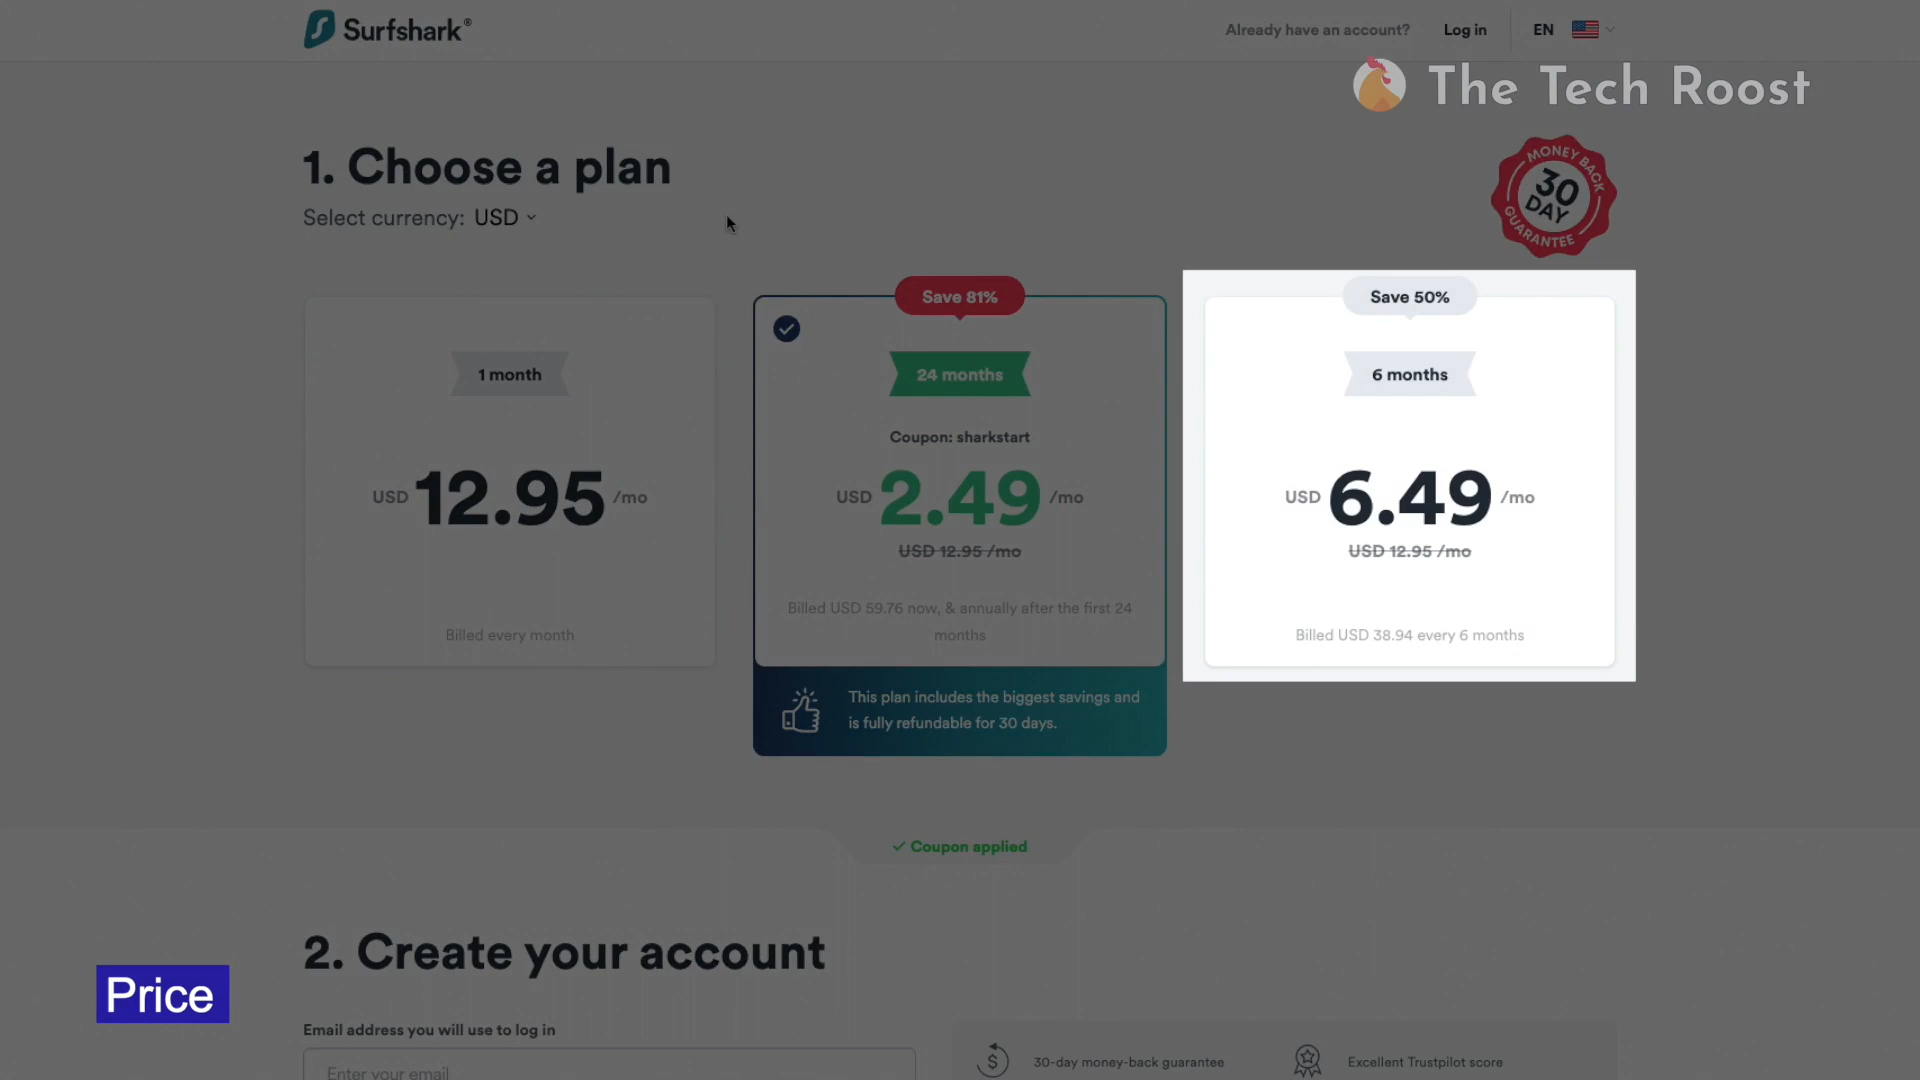 Surfshark®
Already have an account?
Log in
EN
The Tech Roost
1. Choose a plan
Select currency: USD
MONEY BACK
30
DAY
GUARANTEE
1 month
USD 12.95 /mo
Billed every month
Save 81%
24 months
Coupon: sharkstart
USD 2.49 /mo
USD 12.95 /mo
Billed USD 59.76 now, & annually after the first 24
months
This plan includes the biggest savings and
is fully refundable for 30 days.
Save 50%
6 months
USD 6.49 /mo
USD 12.95 /mo
Billed USD 38.94 every 6 months
Coupon applied
2. Create your account
Price
Email address you will use to log in
Enter your email
$
30-day money-back guarantee
Excellent Trustpilot score